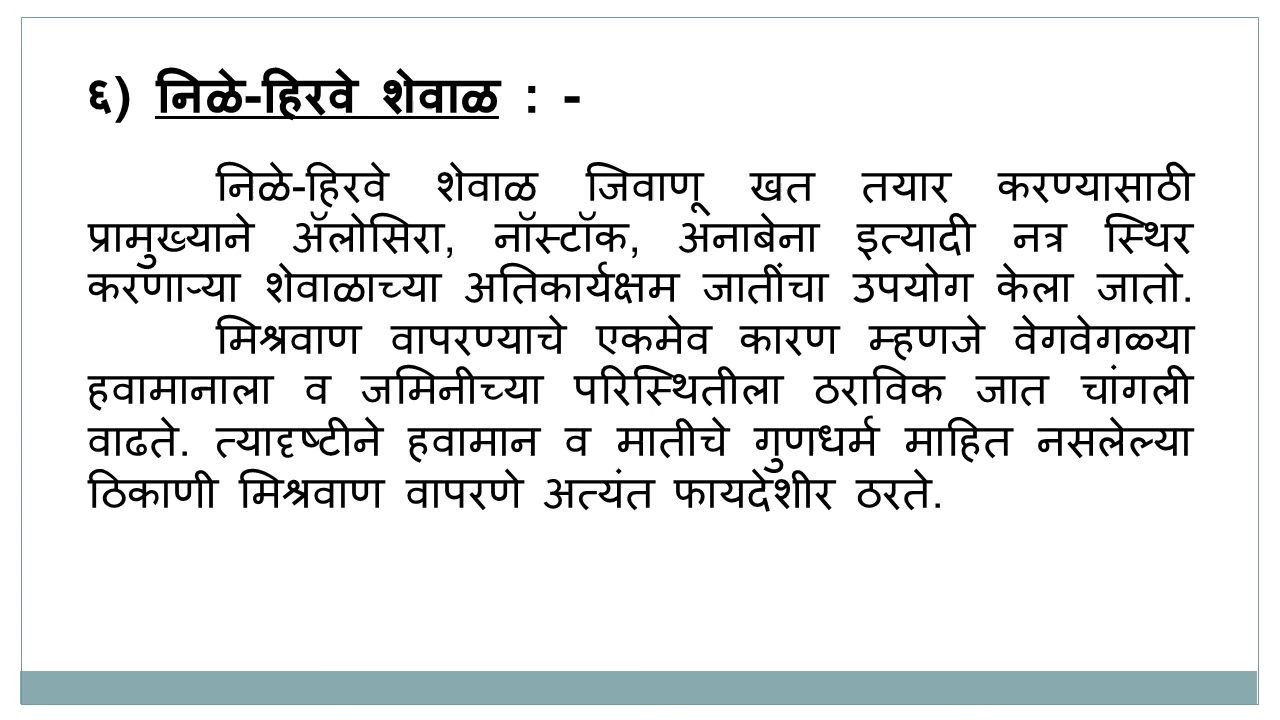 ६) निळे-हिरवे शेवाळ : -
निळे-हिरवे शेवाळ जिवाणू खत तयार करण्यासाठी
प्रामुख्याने ॲलोसिरा, नॉस्टॉक, अॅनाबेना इत्यादी नत्र स्थिर
करणाऱ्या शेवाळाच्या अतिकार्यक्षम जातींचा उपयोग केला जातो.
मिश्रवाण वापरण्याचे एकमेव कारण म्हणजे वेगवेगळ्या
हवामानाला व जमिनीच्या परिस्थितीला ठराविक जात चांगली
वाढते. त्यादृष्टीने हवामान व मातीचे गुणधर्म माहित नसलेल्या
ठिकाणी मिश्रवाण वापरणे अत्यंत फायदेशीर ठरते.